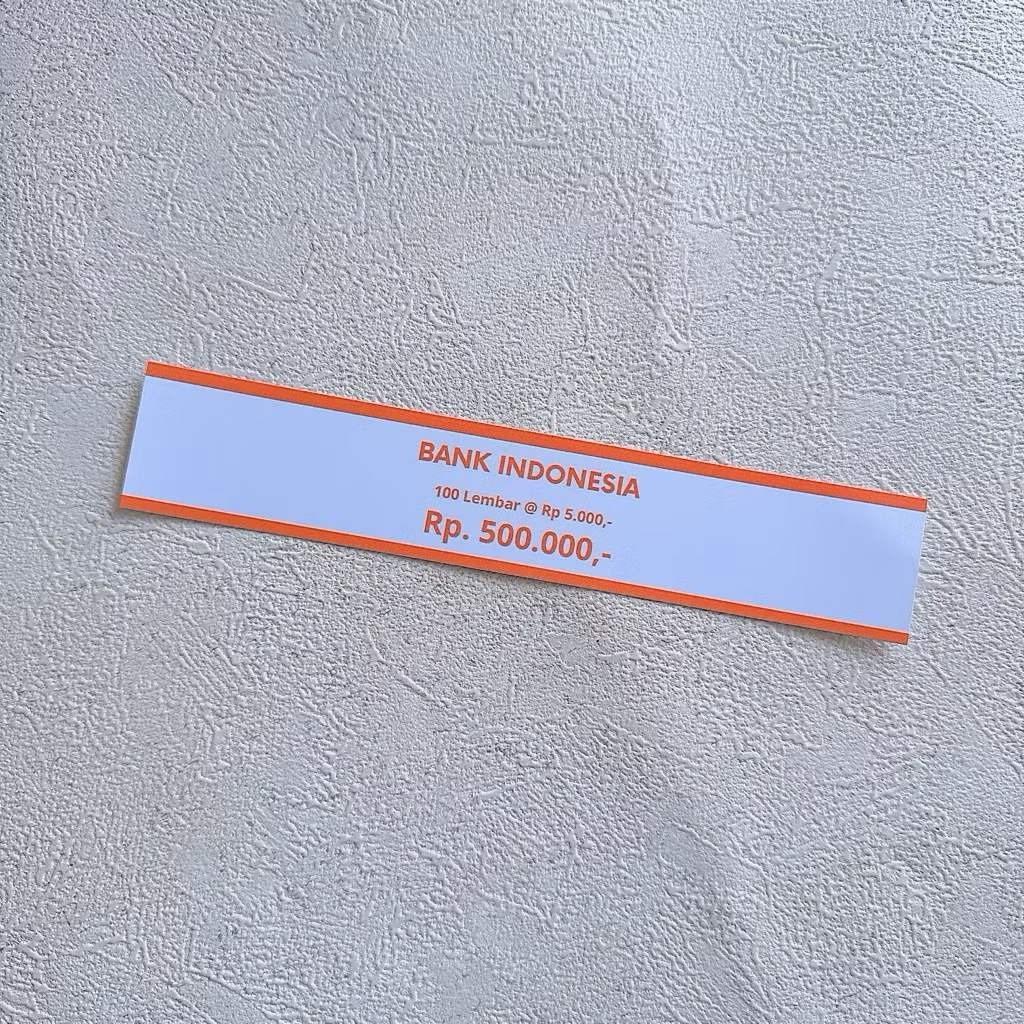 BANK INDONESIA
100 Lembar @ Rp 5.000,-
Rp. 500.000,-